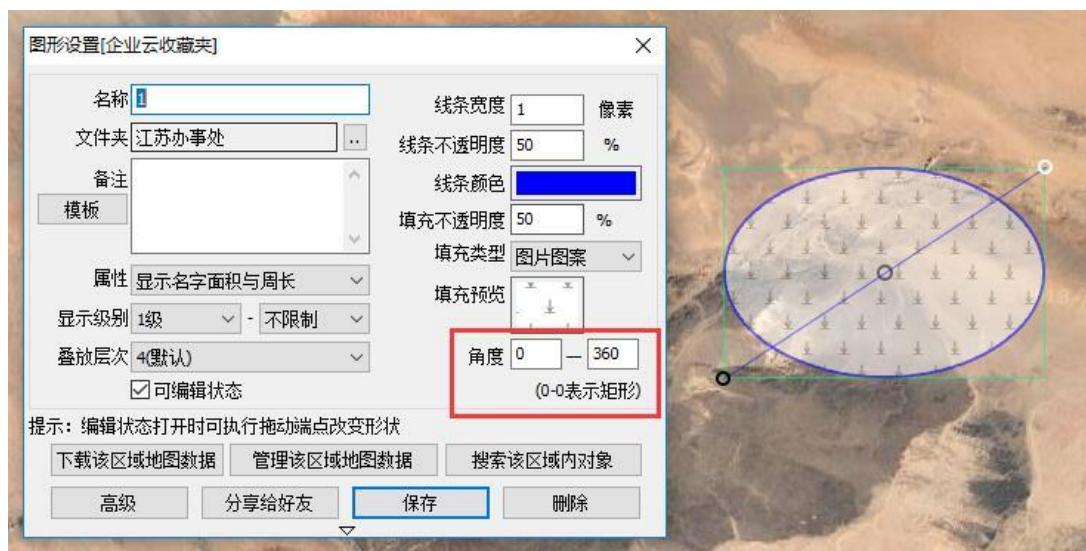 图形设置[企业云收藏夹]
名称 1
文件夹 江苏办事处 ..
备注
模板
属性 显示名字面积与周长
显示级别 1级 - 不限制
叠放层次 4(默认)
可编辑状态
线条宽度 1 像素
线条不透明度 50 %
线条颜色
填充不透明度 50 %
填充类型 图片图案
填充预览
角度 0 — 360
(0-0表示矩形)
提示：编辑状态打开时可执行拖动端点改变形状
下载该区域地图数据 管理该区域地图数据 搜索该区域内对象
高级 分享给好友 保存 删除